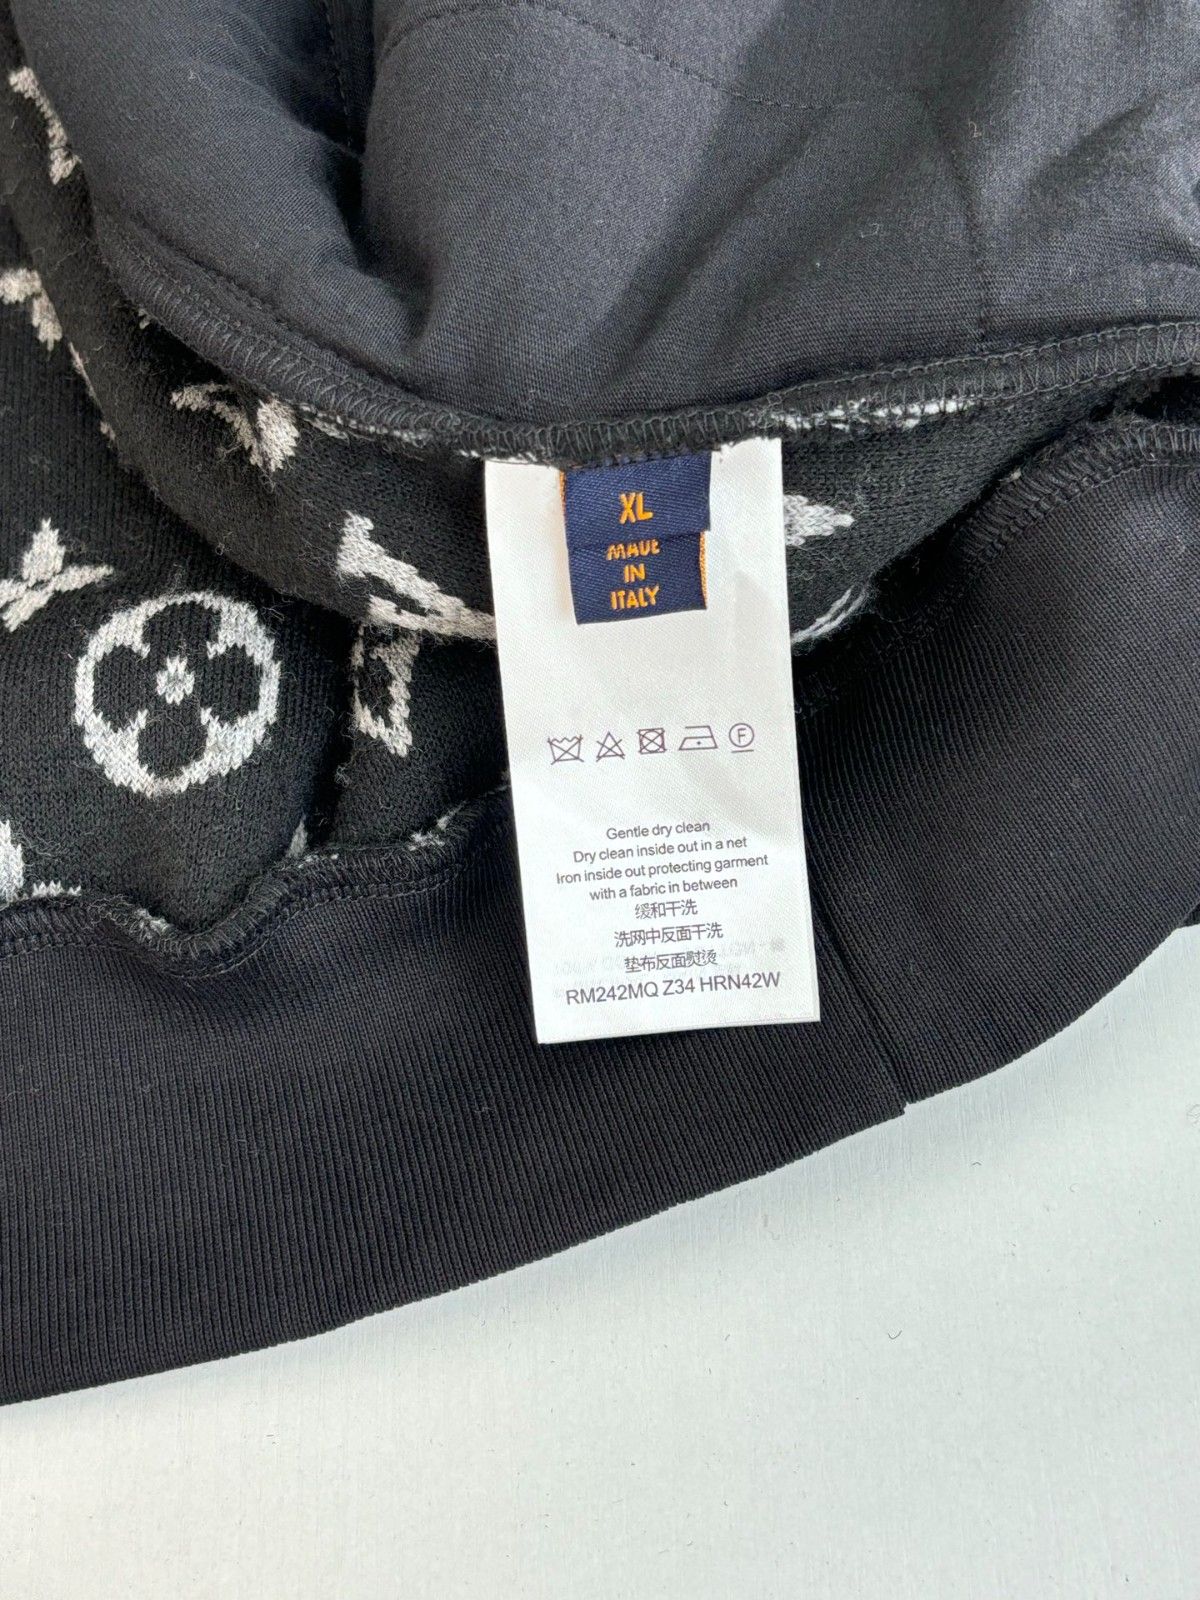 XL
MADE
IN
ITALY
F
Gentle dry clean
Dry clean inside out in a net
Iron inside out protecting garment
with a fabric in between
缓和干洗
洗网中反面干洗
垫布反面熨烫
RM242MQ Z34 HRN42W